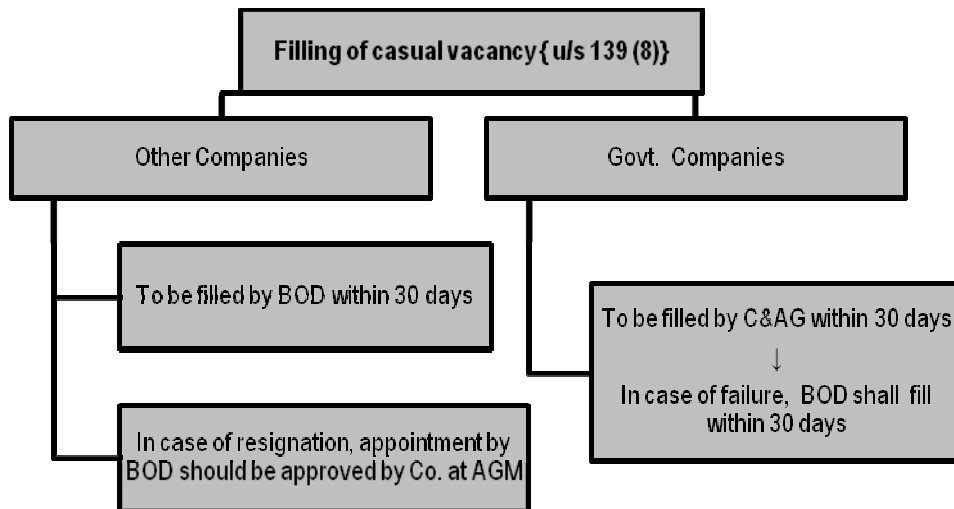 Filling of casual vacancy{ u/s 139 (8)}
Other Companies
Govt. Companies
To be filled by BOD within 30 days
To be filled by C&AG within 30 days
↓
In case of failure, BOD shall fill
within 30 days
In case of resignation, appointment by
BOD should be approved by Co. at AGM